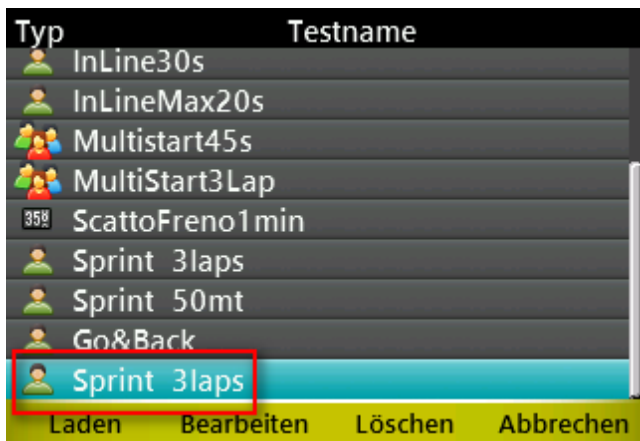 Typ Testname
InLine30s
InLineMax20s
Multistart45s
MultiStart3Lap
ScattoFreno1min
Sprint 3laps
Sprint 50mt
Go&Back
Sprint 3laps
Laden Bearbeiten Löschen Abbrechen